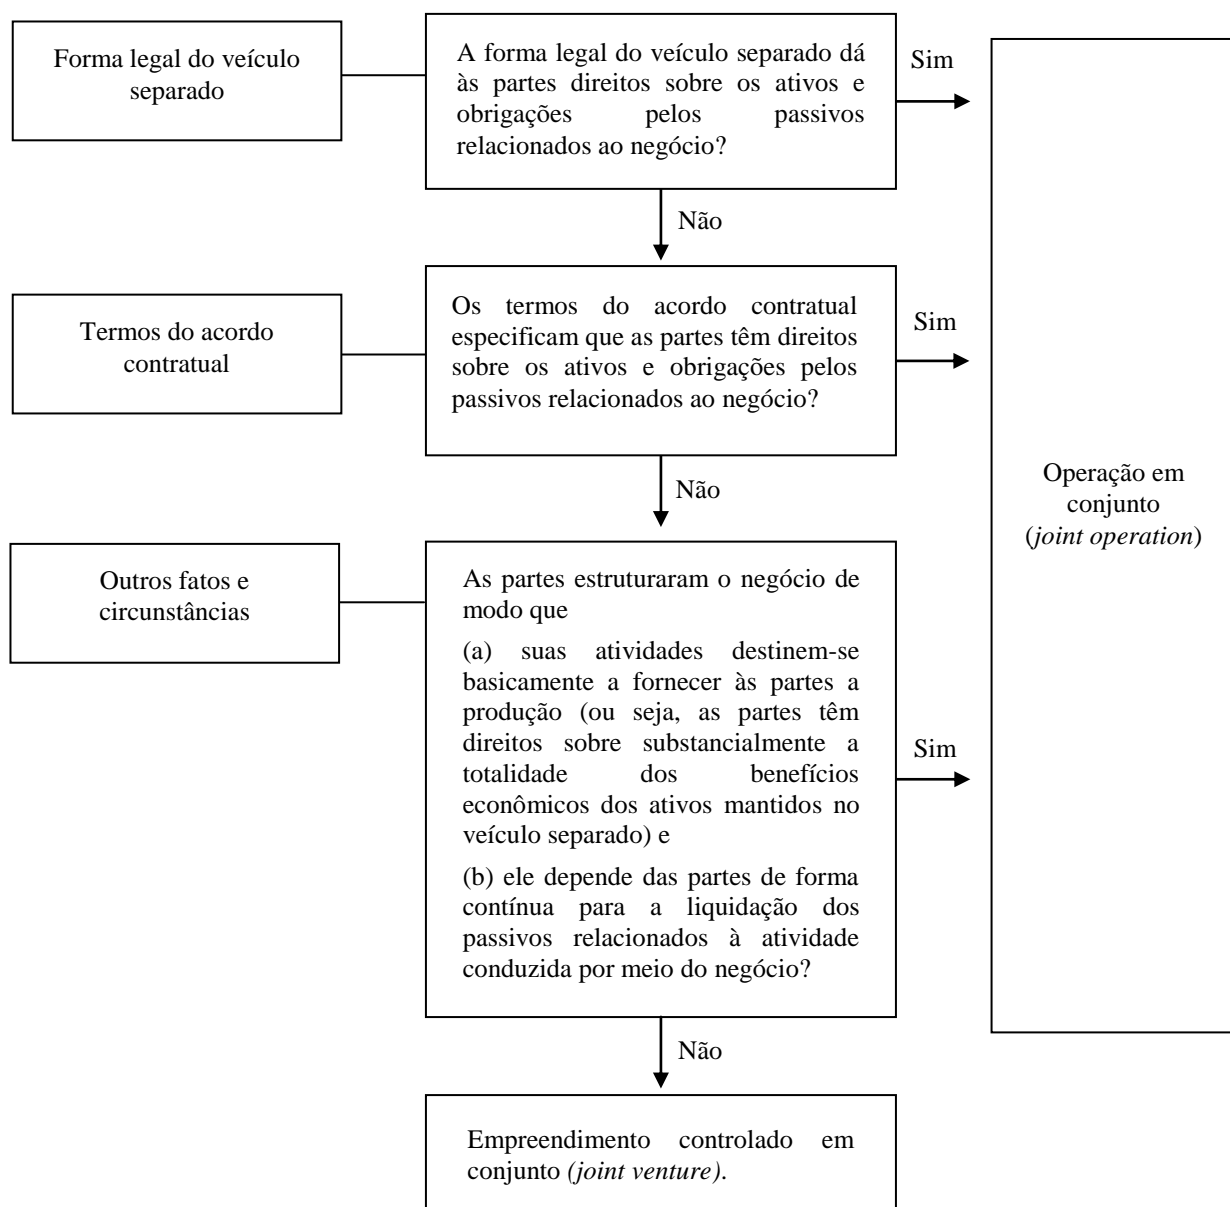 Forma legal do veículo
separado
A forma legal do veículo separado dá
às partes direitos sobre os ativos e
obrigações pelos passivos
relacionados ao negócio?
Sim
Não
Termos do acordo
contratual
Os termos do acordo contratual
especificam que as partes têm direitos
sobre os ativos e obrigações pelos
passivos relacionados ao negócio?
Sim
Não
Operação em
conjunto
(joint operation)
Outros fatos e
circunstâncias
As partes estruturaram o negócio de
modo que
(a) suas atividades destinem-se
basicamente a fornecer às partes a
produção (ou seja, as partes têm
direitos sobre substancialmente a
totalidade dos benefícios
econômicos dos ativos mantidos no
veículo separado) e
(b) ele depende das partes de forma
contínua para a liquidação dos
passivos relacionados à atividade
conduzida por meio do negócio?
Sim
Não
Empreendimento controlado em
conjunto (joint venture).